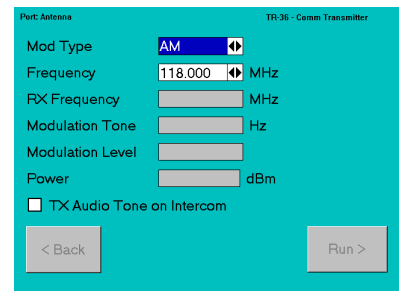 Port: Antenna TR-36 - Comm Transmitter
Mod Type AM
Frequency 118.000 MHz
RX Frequency MHz
Modulation Tone Hz
Modulation Level
Power dBm
TX Audio Tone on Intercom
< Back Run >